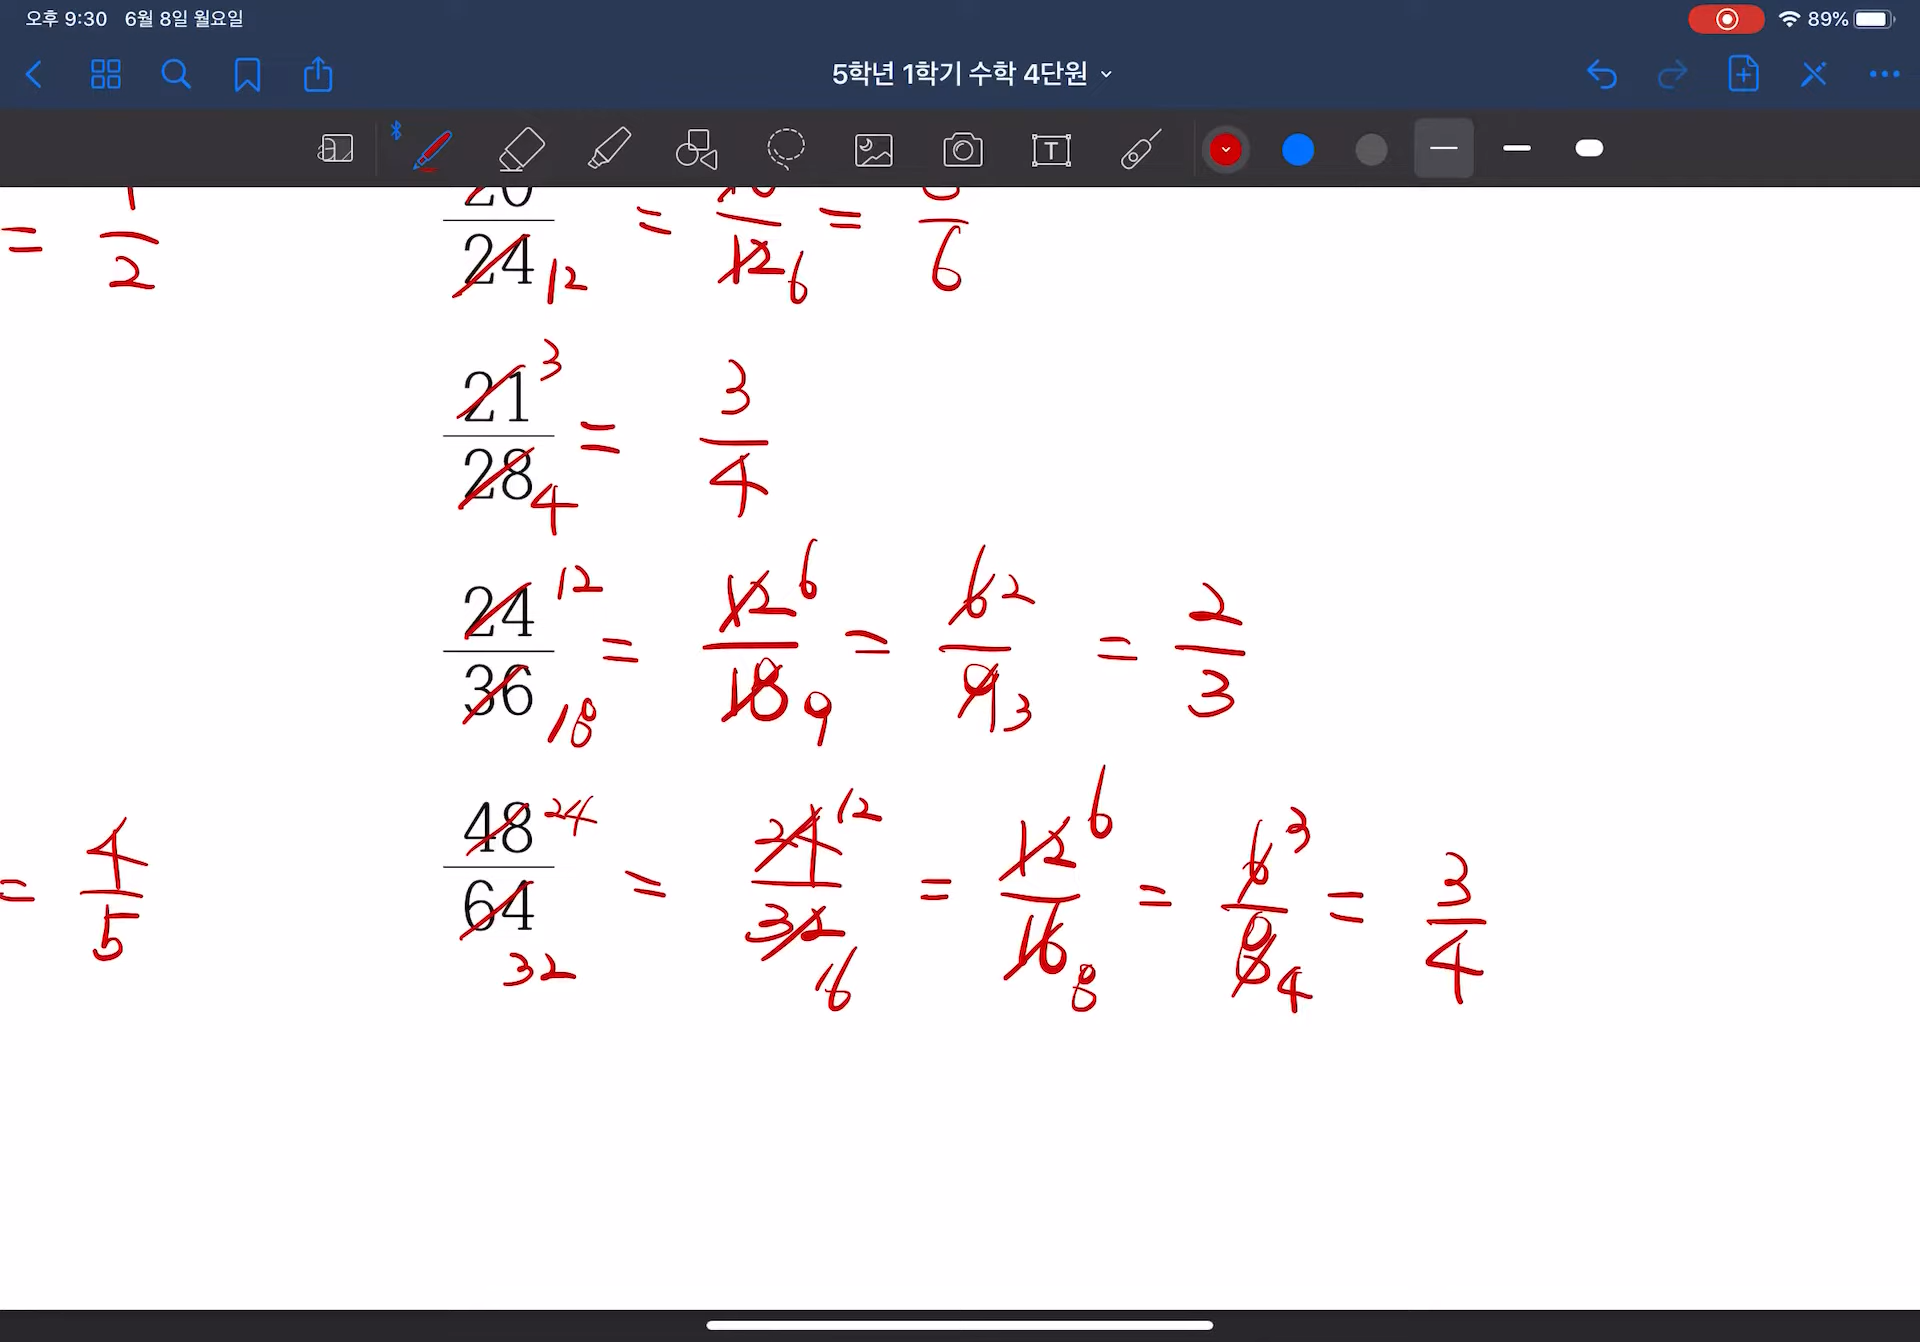 오후 9:30 6월 8일 월요일 89%
5학년 1학기 수학 4단원
= 1/2
20/24 12 = 10/12 6 = /6
21/28 3 4 = 3/4
24/36 12 18 = 12/18 6 9 = 6/9 2 3 = 2/3
= 4/5
48/64 24 32 = 24/32 12 16 = 12/16 6 8 = 6/8 3 4 = 3/4